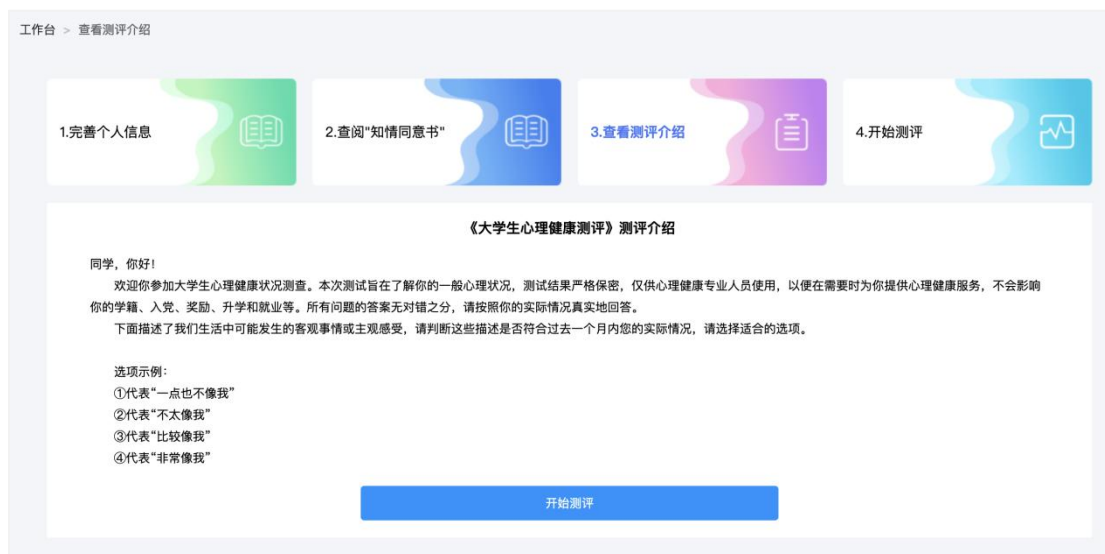 工作台 > 查看测评介绍
1.完善个人信息
2.查阅"知情同意书"
3.查看测评介绍
4.开始测评
《大学生心理健康测评》测评介绍
同学，你好！
欢迎你参加大学生心理健康状况测查。本次测试旨在了解你的一般心理状况，测试结果严格保密，仅供心理健康专业人员使用，以便在需要时为你提供心理健康服务，不会影响
你的学籍、入党、奖励、升学和就业等。所有问题的答案无对错之分，请按照你的实际情况真实地回答。
下面描述了我们生活中可能发生的客观事情或主观感受，请判断这些描述是否符合过去一个月内您的实际情况，请选择适合的选项。
选项示例：
①代表“一点也不像我”
②代表“不太像我”
③代表“比较像我”
④代表“非常像我”
开始测评